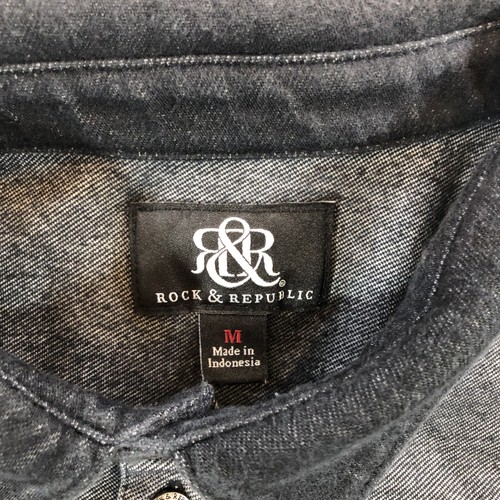 R&R
®
ROCK & REPUBLIC
M
Made in
Indonesia